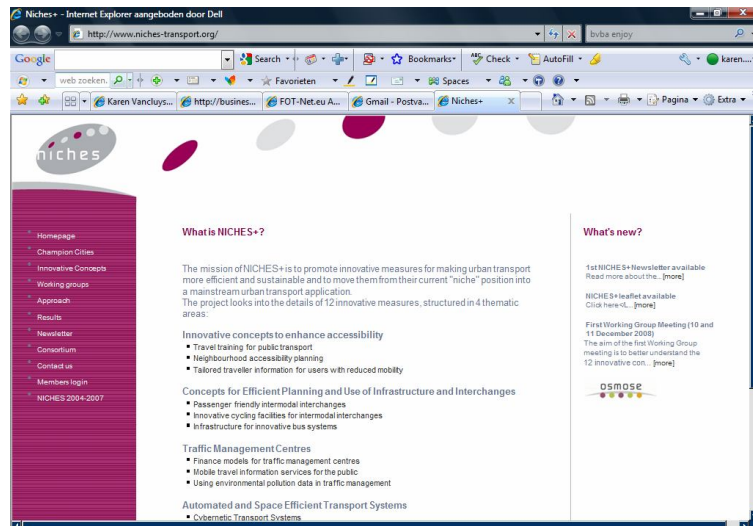 Niches+ - Internet Explorer aangeboden door Dell
http://www.niches-transport.org/
bvba enjoy
Google
Search
Bookmarks
Check
AutoFill
karen....
web zoeken.
Favorieten
Spaces
Karen Vancluys...
http://busines...
FOT-Net.eu A...
Gmail - Postva...
Niches+
X
Pagina
Extra
niches
Homepage
Champion Cities
Innovative Concepts
Working groups
Approach
Results
Newsletter
Consortium
Contact us
Members login
NICHES 2004-2007
What is NICHES+?
The mission of NICHES+ is to promote innovative measures for making urban transport
more efficient and sustainable and to move them from their current "niche" position into
a mainstream urban transport application.
The project looks into the details of 12 innovative measures, structured in 4 thematic
areas:
Innovative concepts to enhance accessibility
Travel training for public transport
Neighbourhood accessibility planning
Tailored traveller information for users with reduced mobility
Concepts for Efficient Planning and Use of Infrastructure and Interchanges
Passenger friendly intermodal interchanges
Innovative cycling facilities for intermodal interchanges
Infrastructure for innovative bus systems
Traffic Management Centres
Finance models for traffic management centres
Mobile travel information services for the public
Using environmental pollution data in traffic management
Automated and Space Efficient Transport Systems
Cybernetic Transport Systems
What's new?
1st NICHES+ Newsletter available
Read more about the... [more]
NICHES+ leaflet available
Click here<L... [more]
First Working Group Meeting (10 and
11 December 2008)
The aim of the first Working Group
meeting is to better understand the
12 innovative con... [more]
osmose